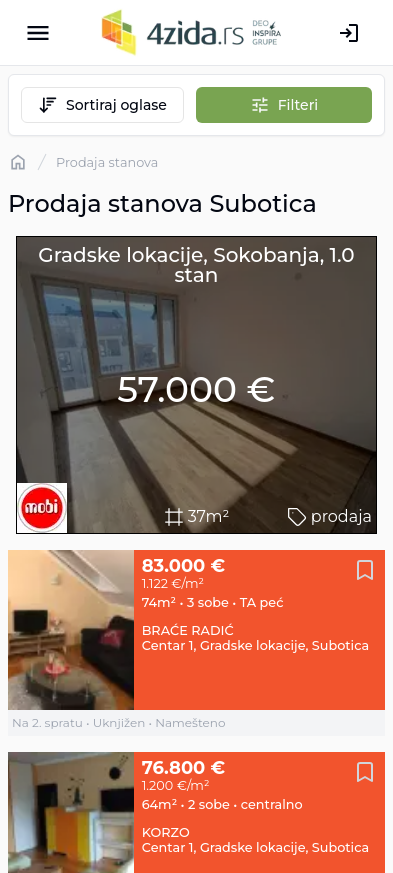 4zida.rs
DEO
INSPIRA
GRUPE
Sortiraj oglase
Filteri
/ Prodaja stanova
Prodaja stanova Subotica
Gradske lokacije, Sokobanja, 1.0
stan
57.000 €
mobi
37m²
prodaja
83.000 €
1.122 €/m²
74m² • 3 sobe • TA peć
BRAĆE RADIĆ
Centar 1, Gradske lokacije, Subotica
Na 2. spratu • Uknjižen • Namešteno
76.800 €
1.200 €/m²
64m² • 2 sobe • centralno
KORZO
Centar 1, Gradske lokacije, Subotica